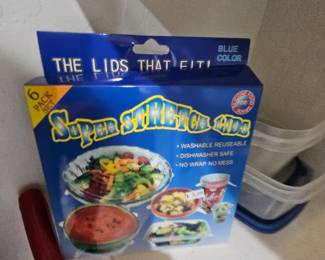 THE LIDS THAT FIT!
BLUE COLOR
6 PACK SET
SUPER STRETCH LIDS
• WASHABLE REUSEABLE
• DISHWASHER SAFE
• NO WRAP NO MESS